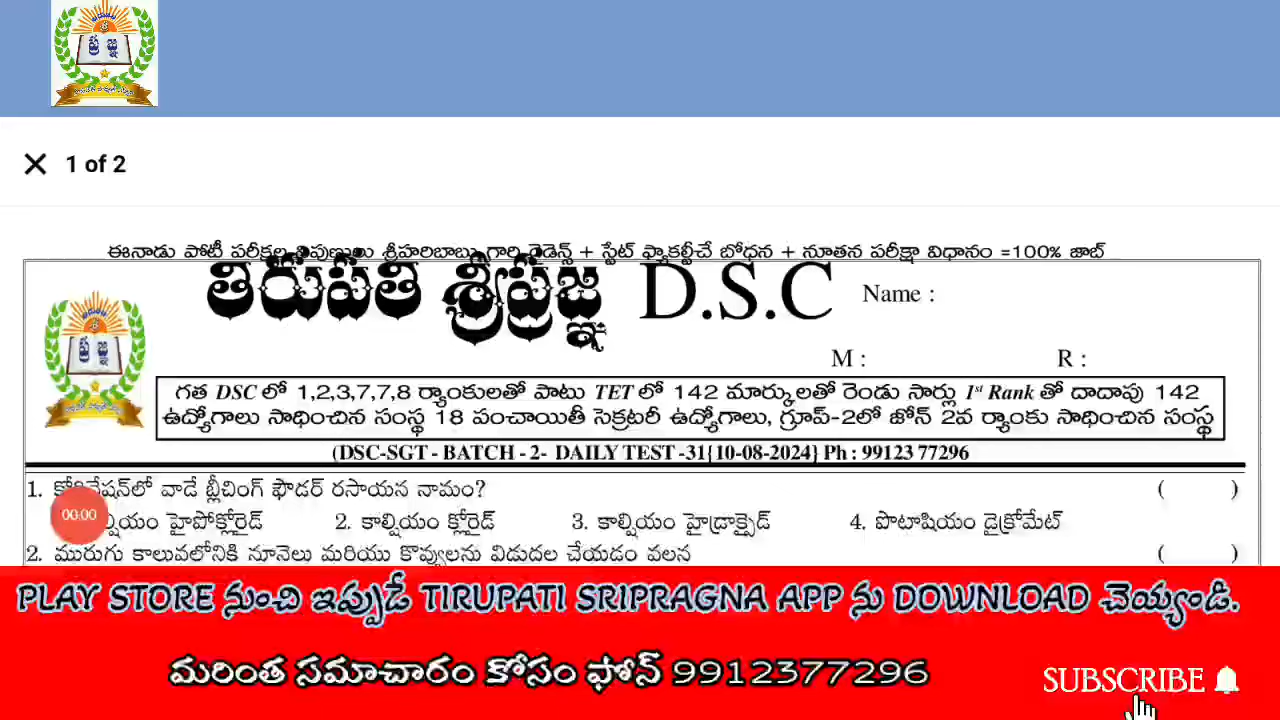 ప్రజ్ఞ
1 of 2
ఈనాడు పోటీ పరీక్షల నిపుణులు శ్రీహరిబాబు గారి గైడెన్స్ + స్టేట్ ఫ్యాకల్టీచే బోధన + నూతన పరీక్షా విధానం =100% జాబ్
తిరుపతి శ్రీప్రజ్ఞ D.S.C Name :
ప్రజ్ఞ
M : R :
గత DSC లో 1,2,3,7,7,8 ర్యాంకులతో పాటు TET లో 142 మార్కులతో రెండు సార్లు 1st Rank తో దాదాపు 142
ఉద్యోగాలు సాధించిన సంస్థ 18 పంచాయితీ సెక్రటరీ ఉద్యోగాలు, గ్రూప్-2లో జోన్ 2వ ర్యాంకు సాధించిన సంస్థ
(DSC-SGT - BATCH - 2- DAILY TEST -31{10-08-2024} Ph : 99123 77296
1. క్లోరినేషన్‌లో వాడే బ్లీచింగ్ ఫౌడర్ రసాయన నామం? ( )
00:00
హైపోక్లోరైడ్ 2. కాల్షియం క్లోరైడ్ 3. కాల్షియం హైడ్రాక్సైడ్ 4. పొటాషియం డైక్రోమేట్
2. మురుగు కాలువలోనికి నూనెలు మరియు కొవ్వులను విడుదల చేయడం వలన ( )
PLAY STORE నుంచి ఇప్పుడే TIRUPATI SRIPRAGNA APP ను DOWNLOAD చెయ్యండి.
మరింత సమాచారం కోసం ఫోన్ 9912377296
SUBSCRIBE